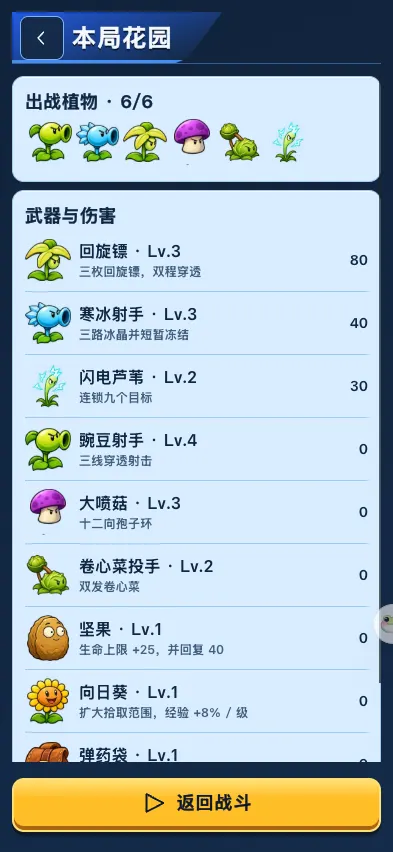 本局花园
出战植物 · 6/6
武器与伤害
回旋镖 · Lv.3
三枚回旋镖，双程穿透
80
寒冰射手 · Lv.3
三路冰晶并短暂冻结
40
闪电芦苇 · Lv.2
连锁九个目标
30
豌豆射手 · Lv.4
三线穿透射击
0
大喷菇 · Lv.3
十二向孢子环
0
卷心菜投手 · Lv.2
双发卷心菜
0
坚果 · Lv.1
生命上限 +25，并回复 40
0
向日葵 · Lv.1
扩大拾取范围，经验 +8% / 级
0
弹药袋 · Lv.1
返回战斗